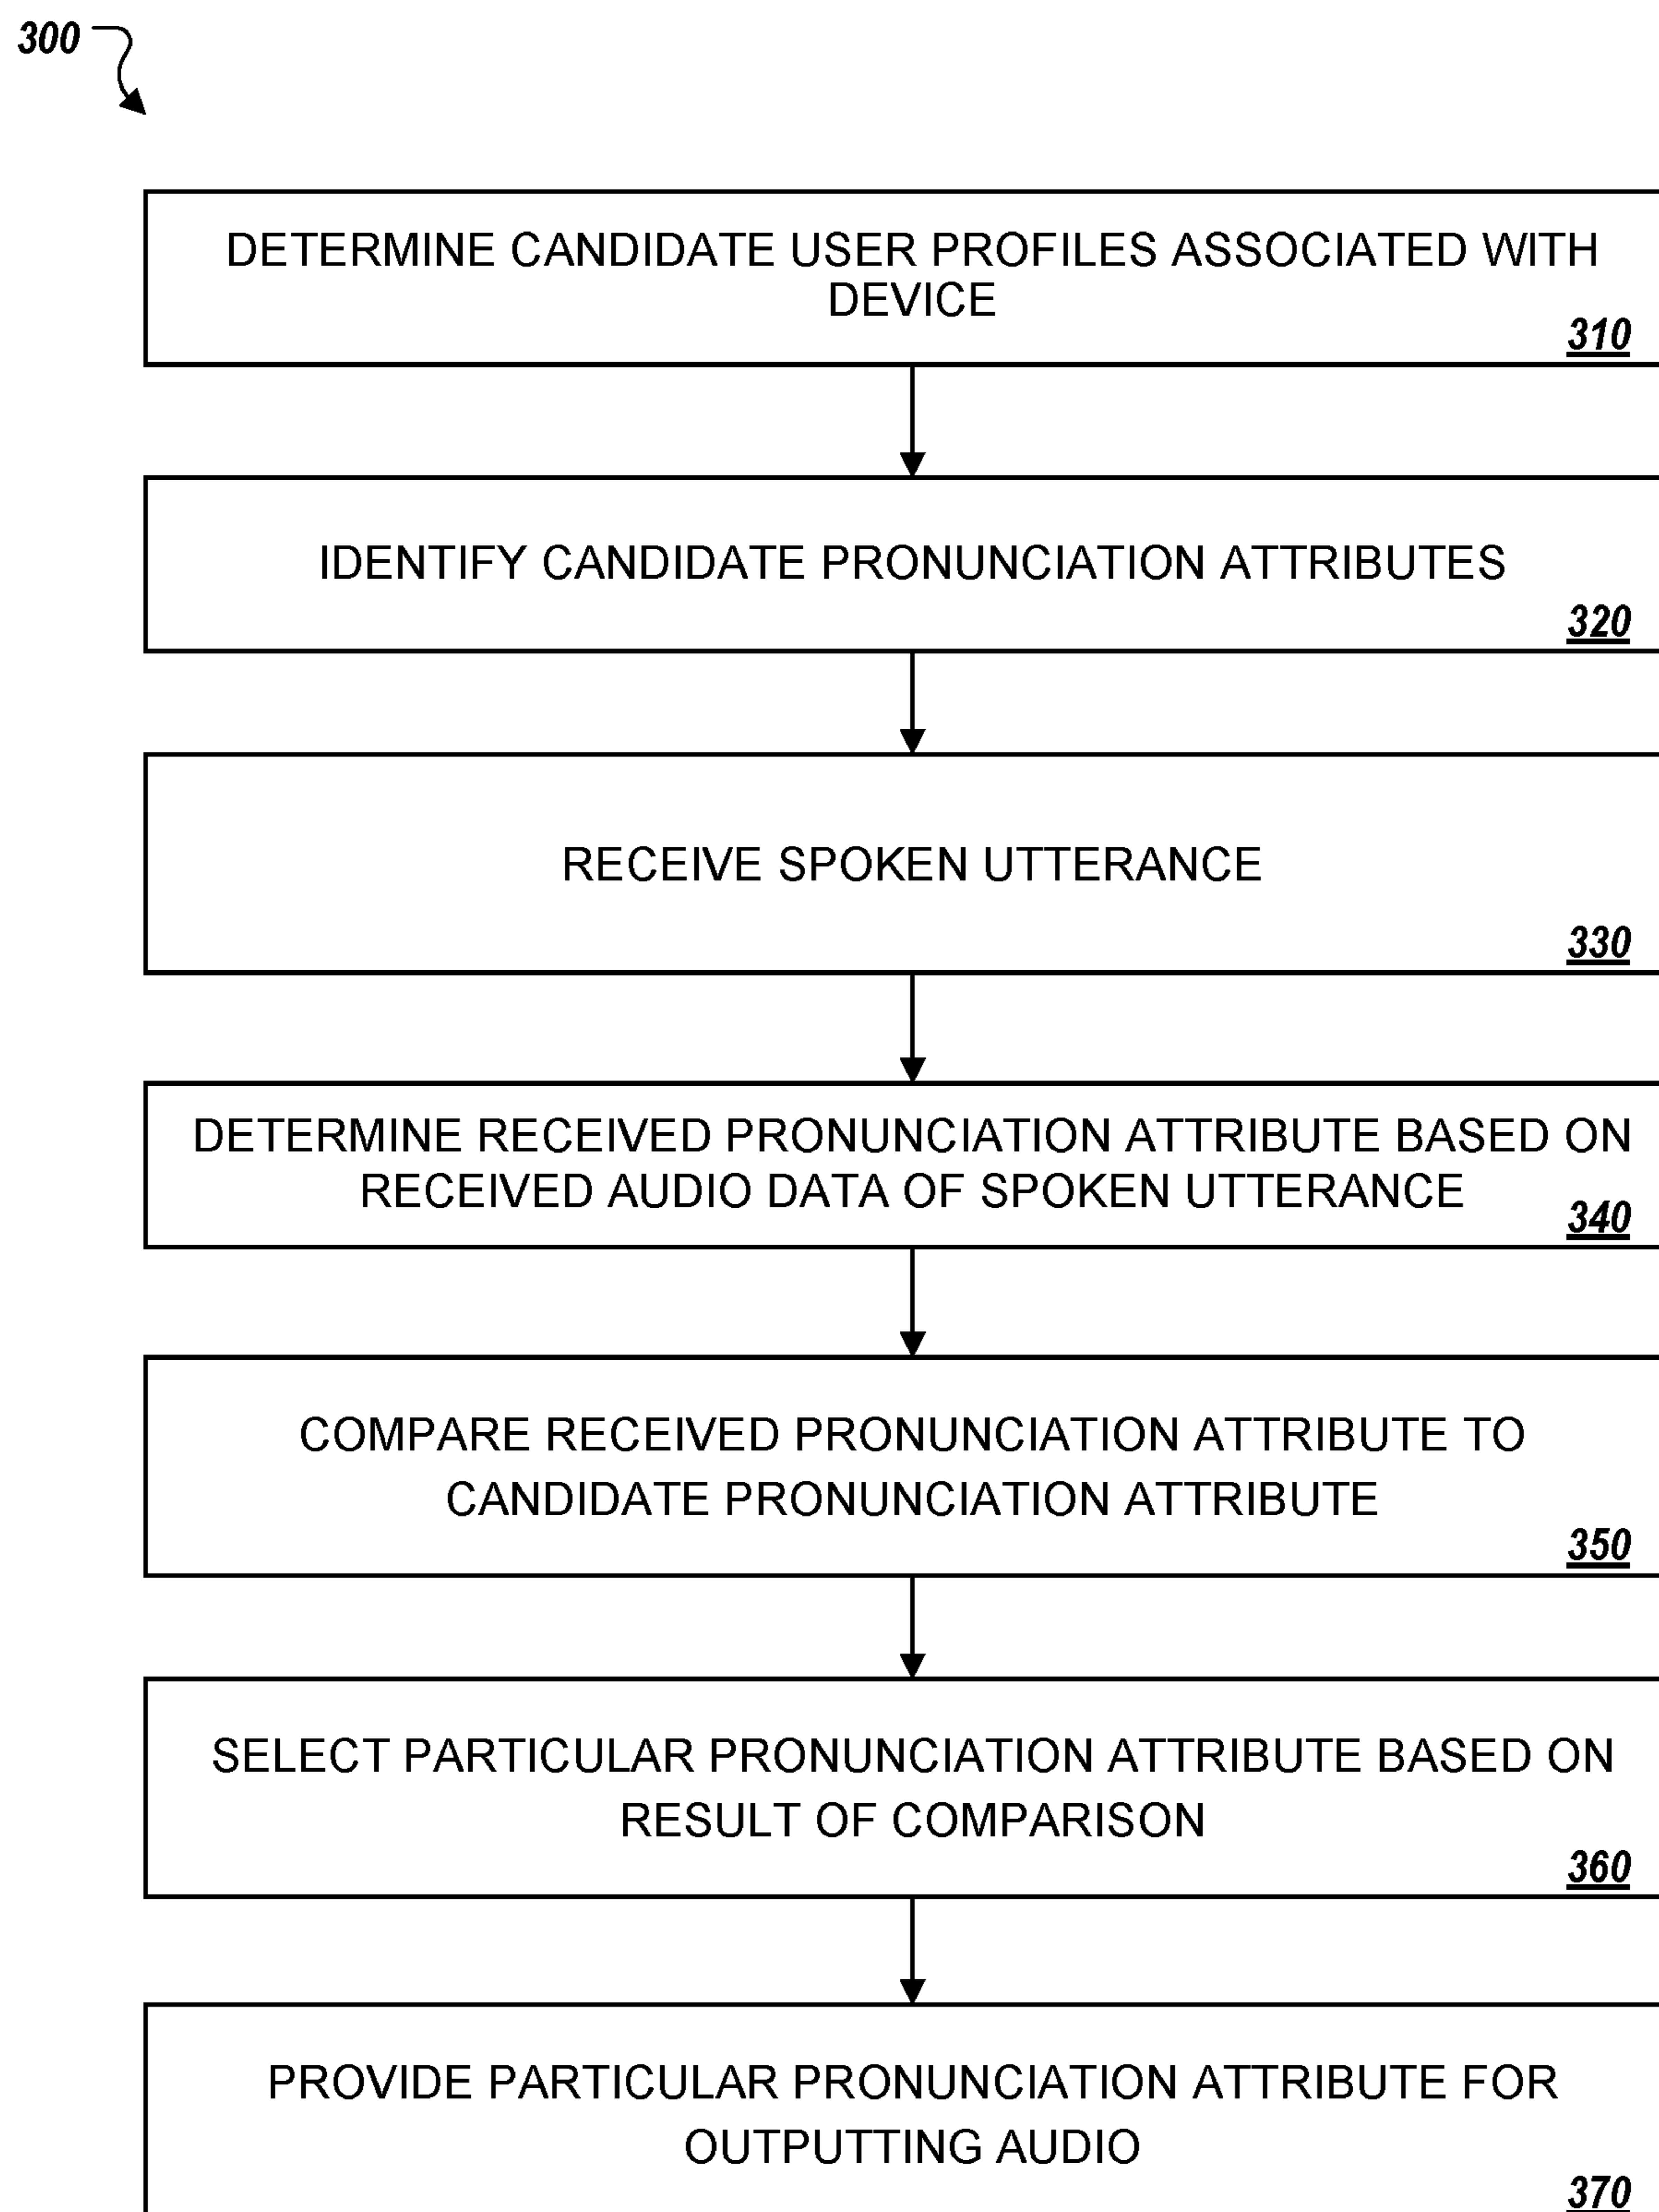 300
DETERMINE CANDIDATE USER PROFILES ASSOCIATED WITH
DEVICE
310
IDENTIFY CANDIDATE PRONUNCIATION ATTRIBUTES
320
RECEIVE SPOKEN UTTERANCE
330
DETERMINE RECEIVED PRONUNCIATION ATTRIBUTE BASED ON
RECEIVED AUDIO DATA OF SPOKEN UTTERANCE
340
COMPARE RECEIVED PRONUNCIATION ATTRIBUTE TO
CANDIDATE PRONUNCIATION ATTRIBUTE
350
SELECT PARTICULAR PRONUNCIATION ATTRIBUTE BASED ON
RESULT OF COMPARISON
360
PROVIDE PARTICULAR PRONUNCIATION ATTRIBUTE FOR
OUTPUTTING AUDIO
370